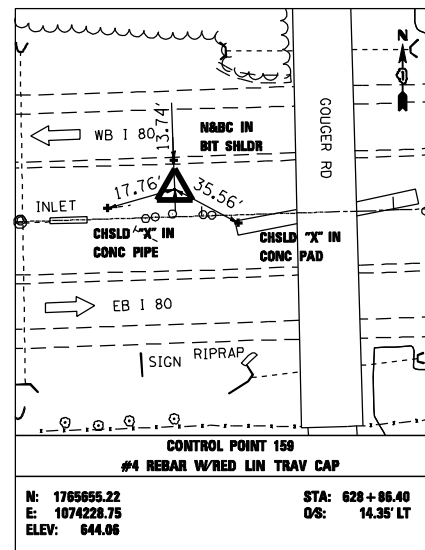 N
GOUGER RD
WB I 80
13.74'
N&BC IN
BIT SHLDR
17.76'
35.56'
INLET
CHSLD "X" IN
CONC PIPE
CHSLD "X" IN
CONC PAD
EB I 80
SIGN
RIPRAP
CONTROL POINT 159
#4 REBAR W/RED LIN TRAV CAP
N: 1765655.22
E: 1074228.75
ELEV: 644.06
STA: 628+86.40
O/S: 14.35' LT